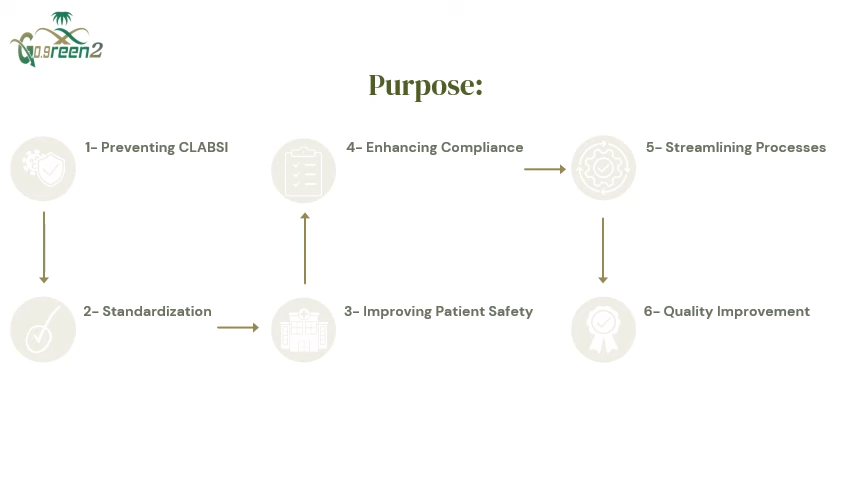 Go.green2
Purpose:
1- Preventing CLABSI
2- Standardization
3- Improving Patient Safety
4- Enhancing Compliance
5- Streamlining Processes
6- Quality Improvement